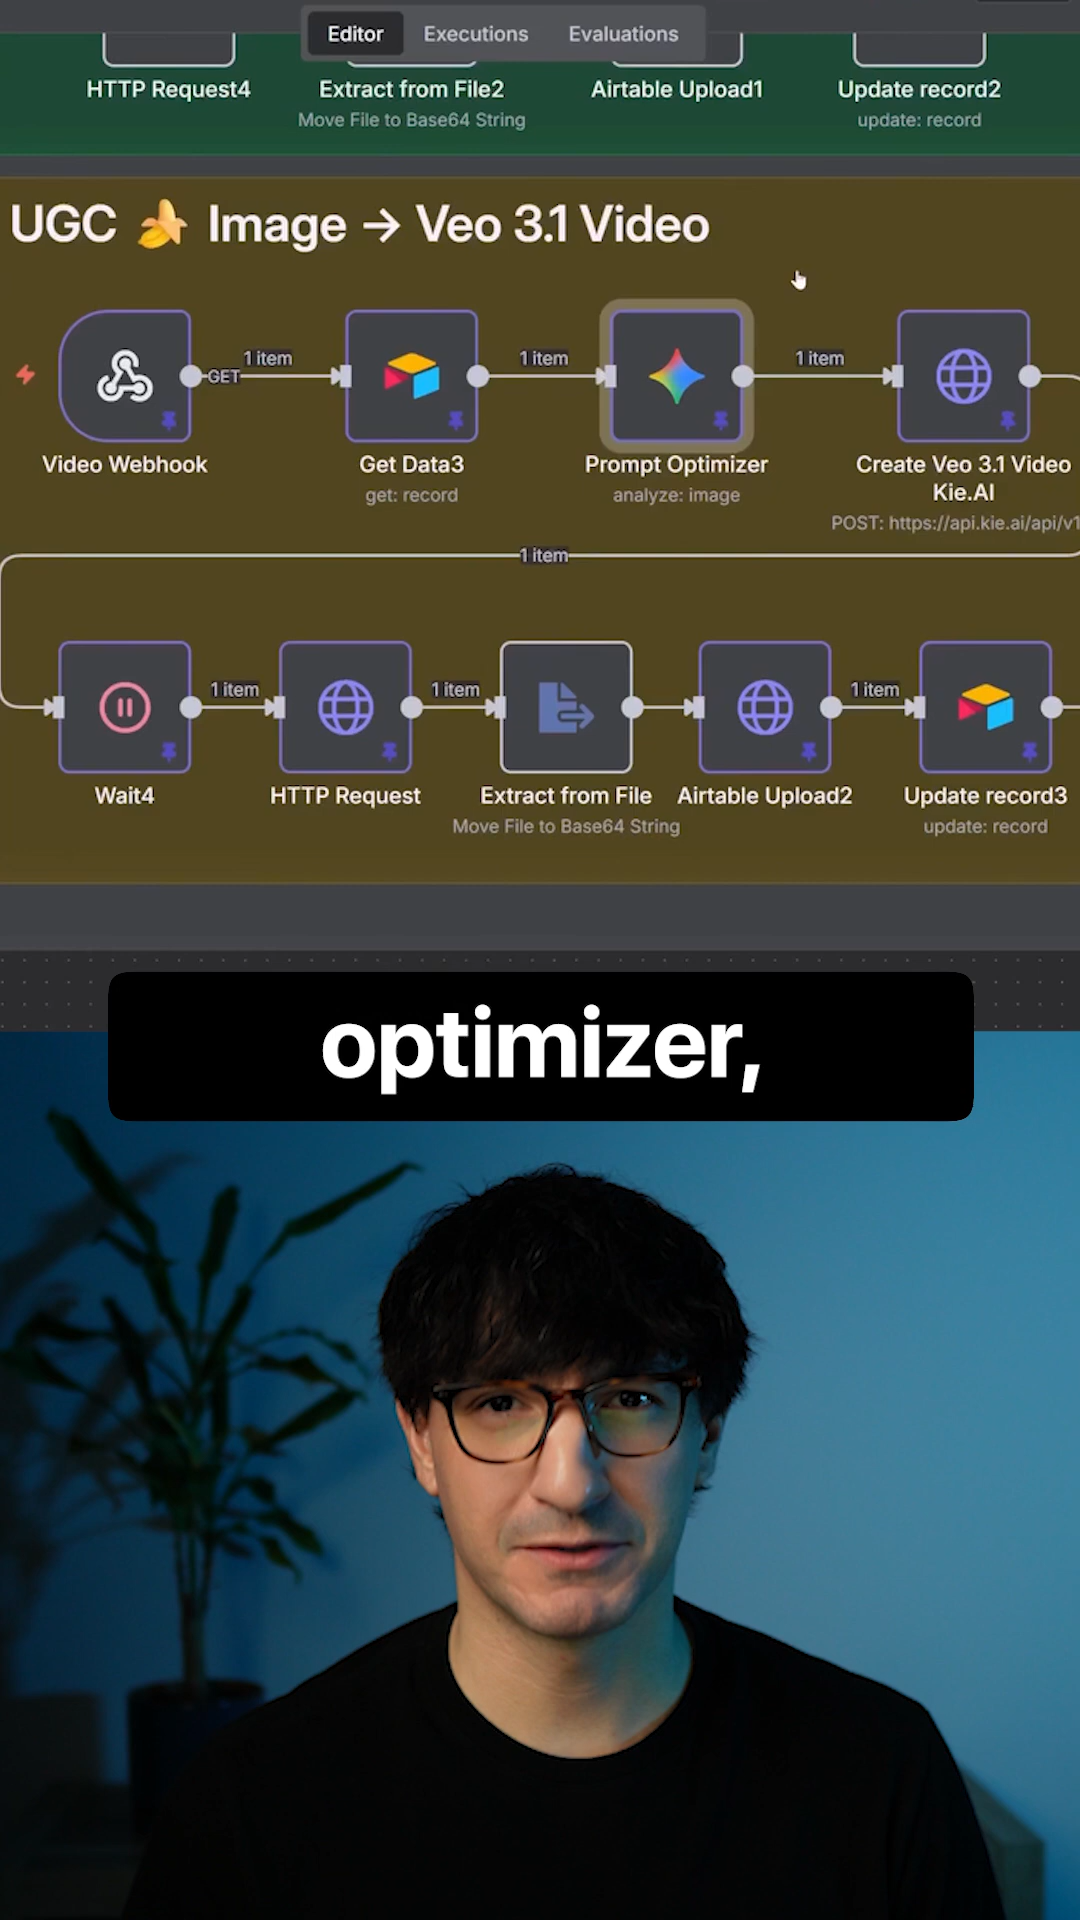 Editor
Executions
Evaluations
HTTP Request4
Extract from File2
Move File to Base64 String
Airtable Upload1
Update record2
update: record
UGC 🍌 Image → Veo 3.1 Video
GET
1 item
1 item
1 item
Video Webhook
Get Data3
get: record
Prompt Optimizer
analyze: image
Create Veo 3.1 Video
Kie.AI
POST: https://api.kie.ai/api/v1
1 item
1 item
1 item
1 item
Wait4
HTTP Request
Extract from File
Move File to Base64 String
Airtable Upload2
Update record3
update: record
optimizer,